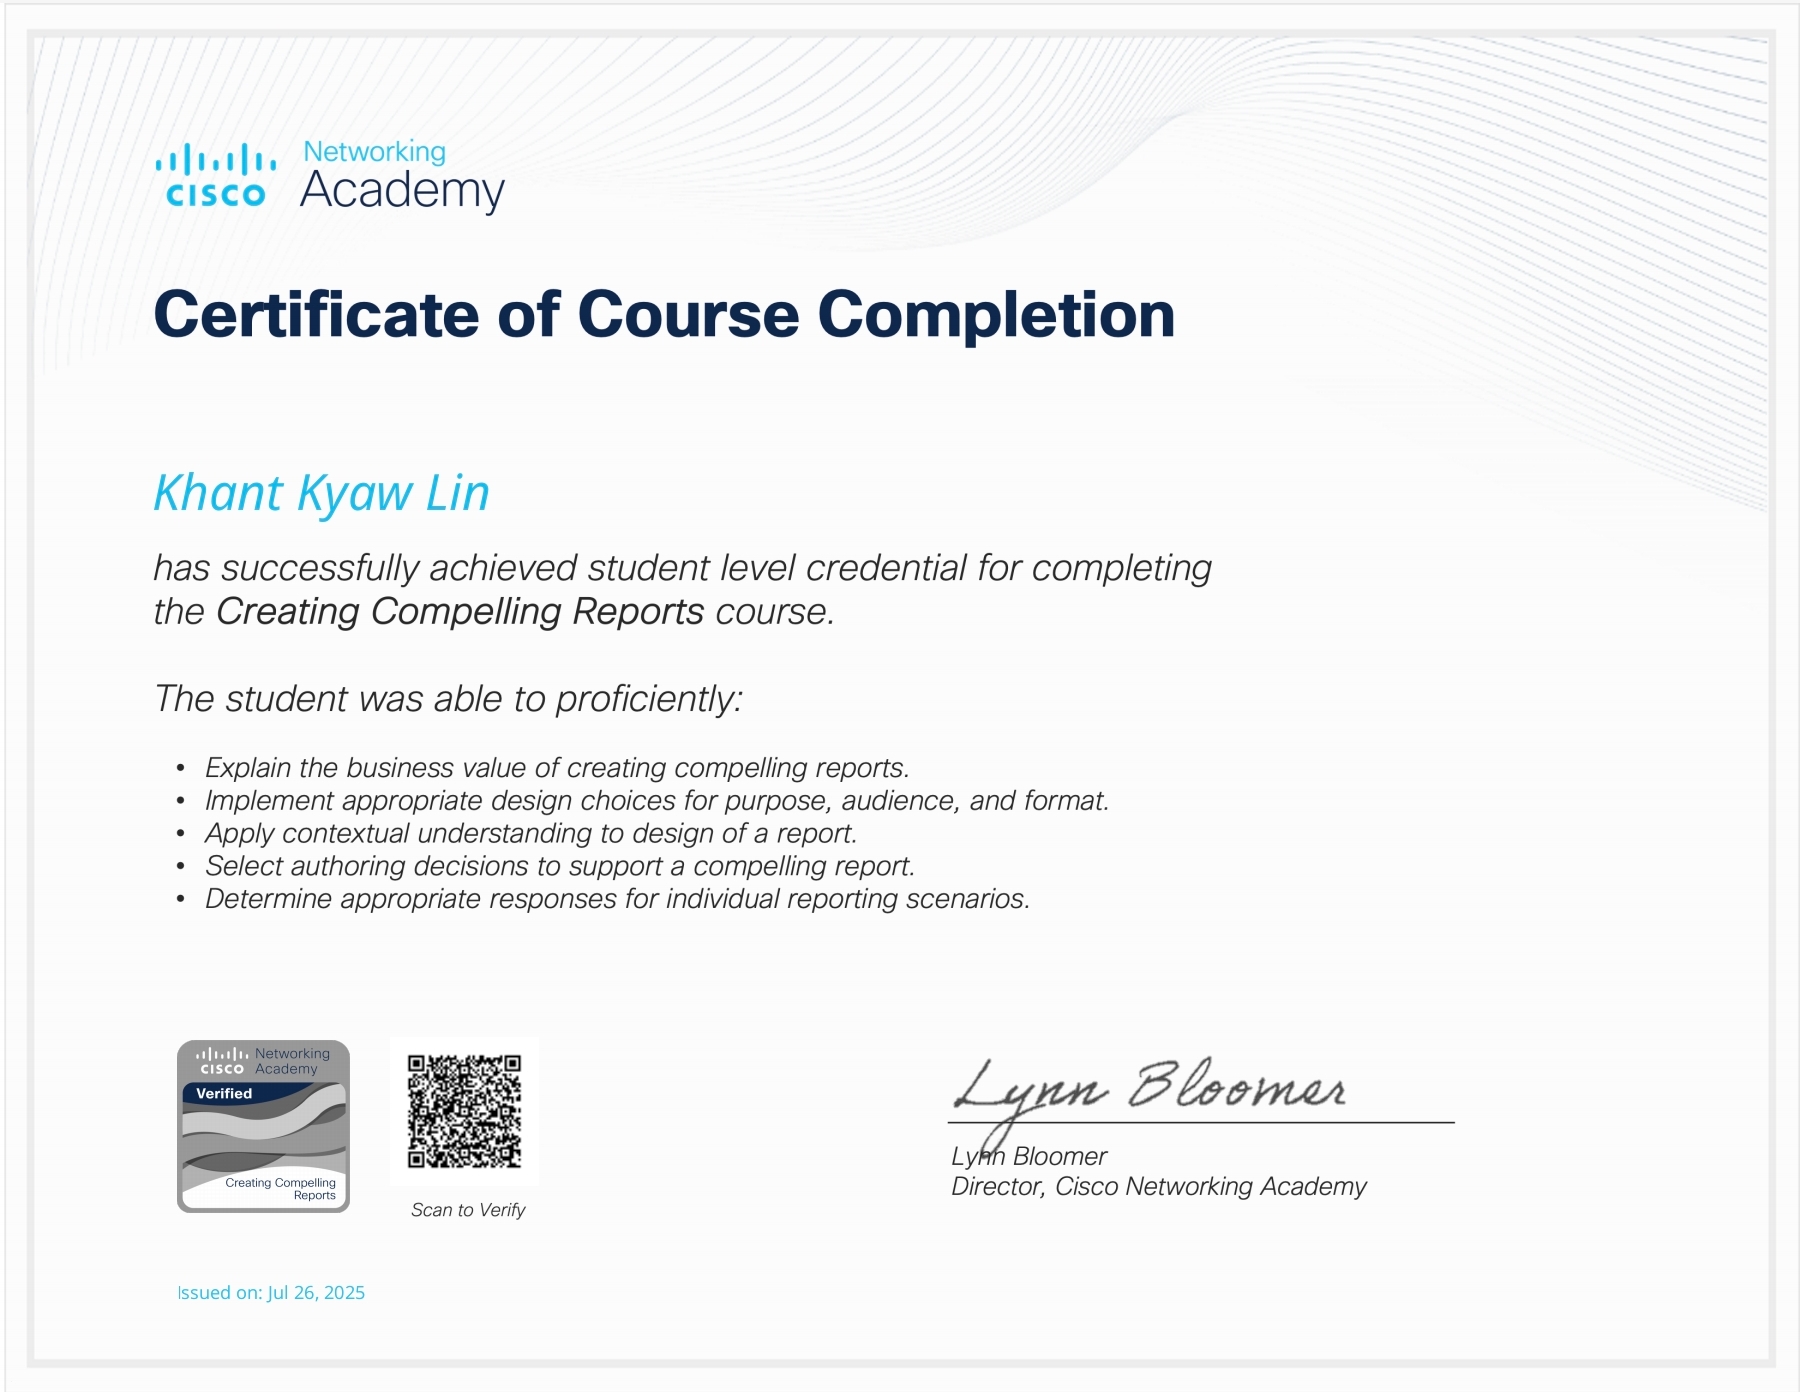 Networking
CISCO Academy
Certificate of Course Completion
Khant Kyaw Lin
has successfully achieved student level credential for completing
the Creating Compelling Reports course.
The student was able to proficiently:
• Explain the business value of creating compelling reports.
• Implement appropriate design choices for purpose, audience, and format.
• Apply contextual understanding to design of a report.
• Select authoring decisions to support a compelling report.
• Determine appropriate responses for individual reporting scenarios.
Networking
CISCO Academy
Verified
Creating Compelling
Reports
Scan to Verify
Lynn Bloomer
Lynn Bloomer
Director, Cisco Networking Academy
Issued on: Jul 26, 2025